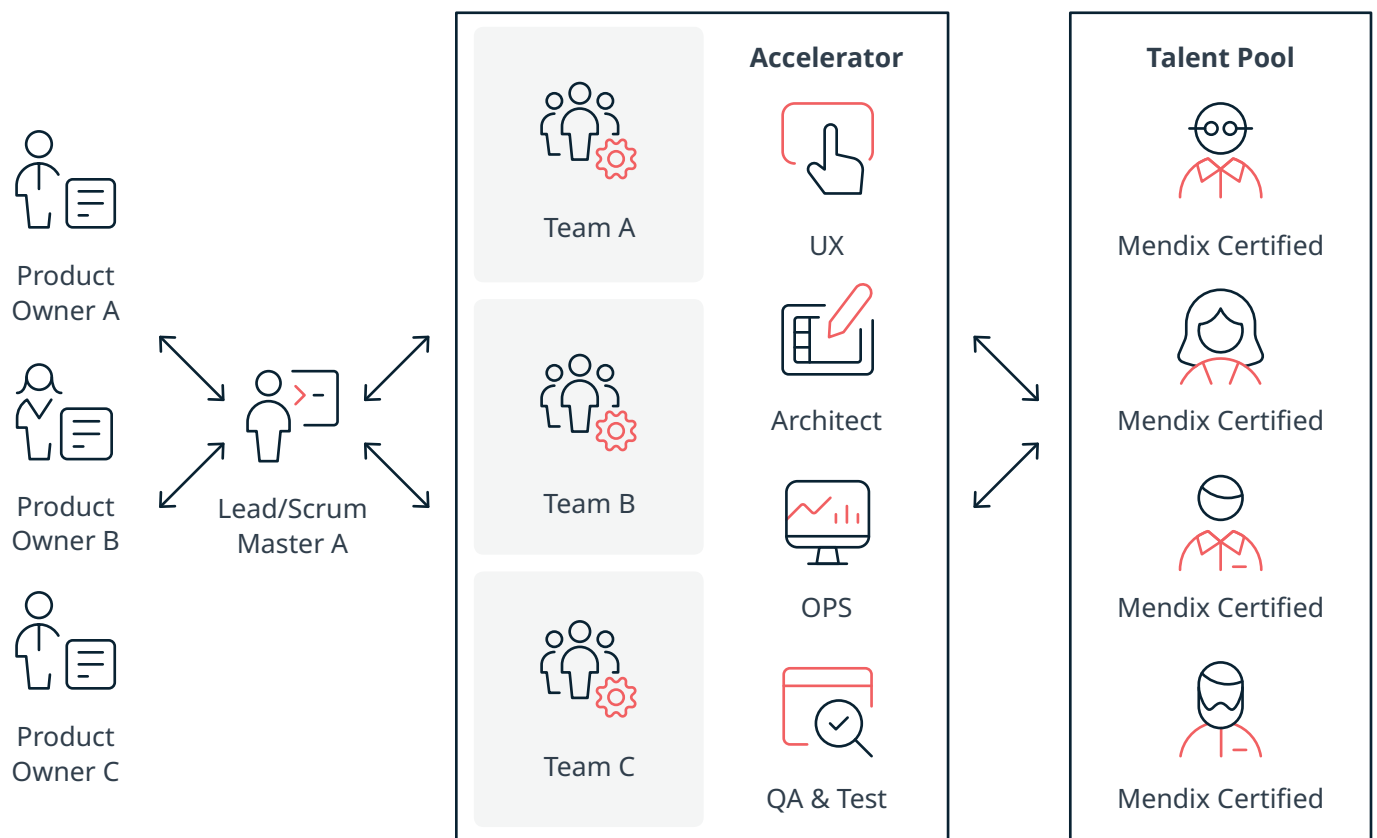 Product
Owner A
Product
Owner B
Product
Owner C
Lead/Scrum
Master A
Team A
Team B
Team C
Accelerator
UX
Architect
OPS
QA & Test
Talent Pool
Mendix Certified
Mendix Certified
Mendix Certified
Mendix Certified